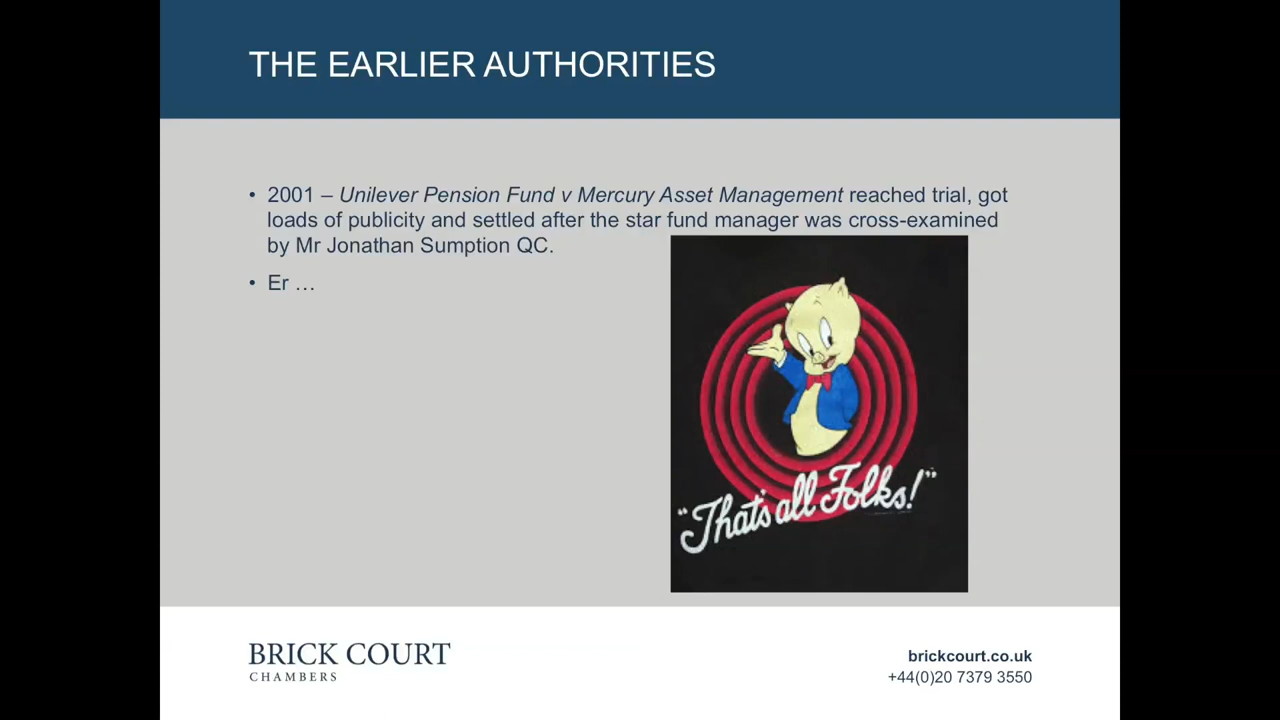 THE EARLIER AUTHORITIES
• 2001 – Unilever Pension Fund v Mercury Asset Management reached trial, got
loads of publicity and settled after the star fund manager was cross-examined
by Mr Jonathan Sumption QC.
• Er …
"That's all Folks!"
BRICK COURT
CHAMBERS
brickcourt.co.uk
+44(0)20 7379 3550